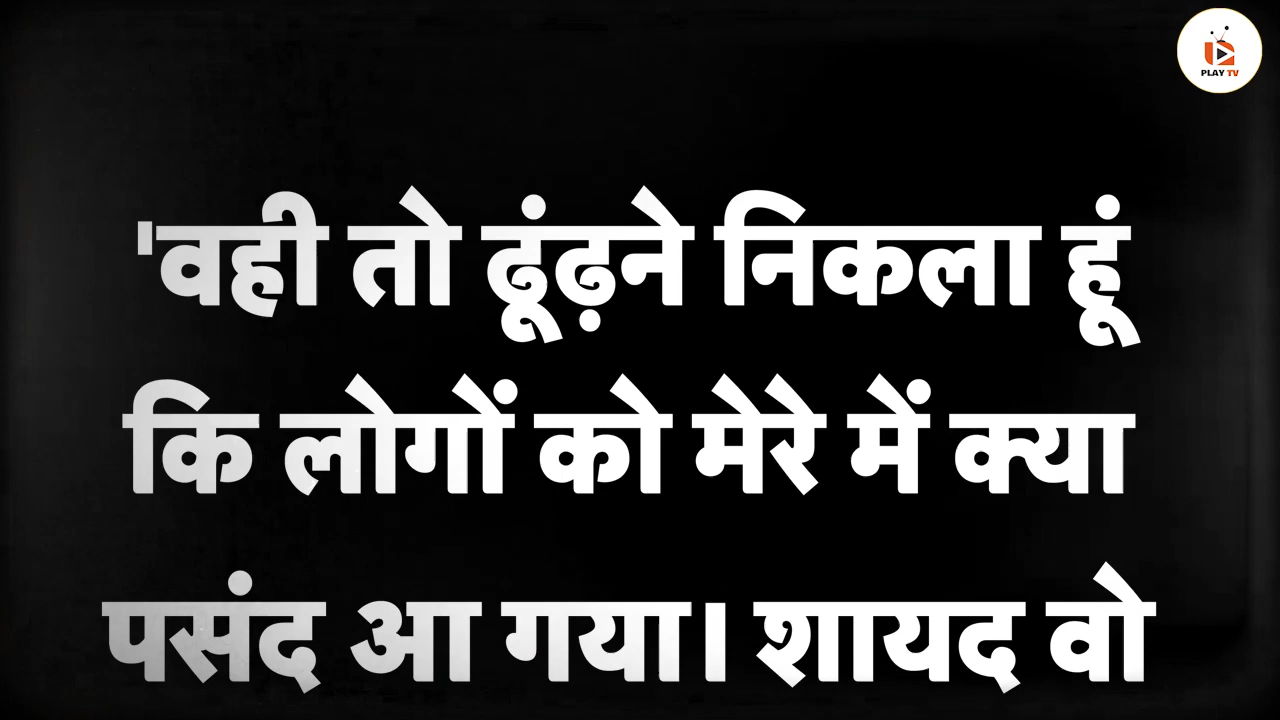 PLAY TV
'वही तो ढूंढ़ने निकला हूं
कि लोगों को मेरे में क्या
पसंद आ गया। शायद वो